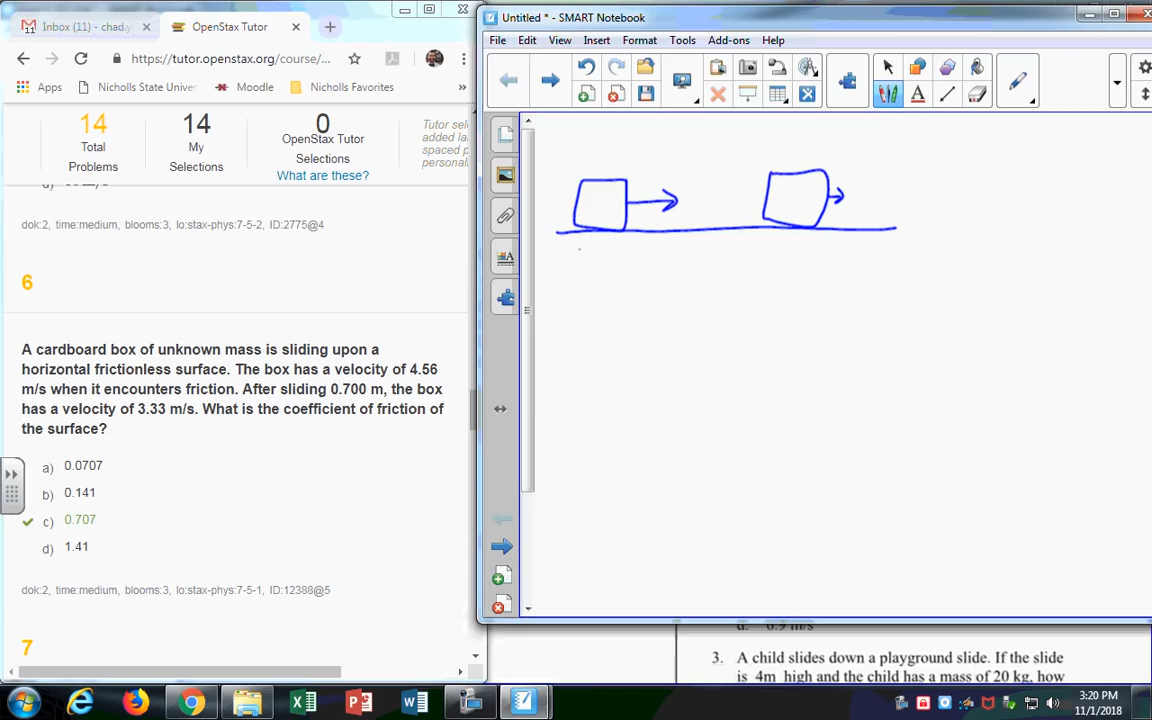 Inbox (11) - chad.y
OpenStax Tutor
https://tutor.openstax.org/course/...
Apps
Nicholls State Univer
Moodle
Nicholls Favorites
»
14
Total
Problems
14
My
Selections
0
OpenStax Tutor
Selections
What are these?
Tutor sele
added la
spaced p
personali
dok:2, time:medium, blooms:3, lo:stax-phys:7-5-2, ID:2775@4
6
A cardboard box of unknown mass is sliding upon a
horizontal frictionless surface. The box has a velocity of 4.56
m/s when it encounters friction. After sliding 0.700 m, the box
has a velocity of 3.33 m/s. What is the coefficient of friction of
the surface?
a) 0.0707
b) 0.141
c) 0.707
d) 1.41
dok:2, time:medium, blooms:3, lo:stax-phys:7-5-1, ID:12388@5
7
Untitled * - SMART Notebook
File Edit View Insert Format Tools Add-ons Help
d. 6.9 m/s
3. A child slides down a playground slide. If the slide
is 4m high and the child has a mass of 20 kg, how
3:20 PM
11/1/2018